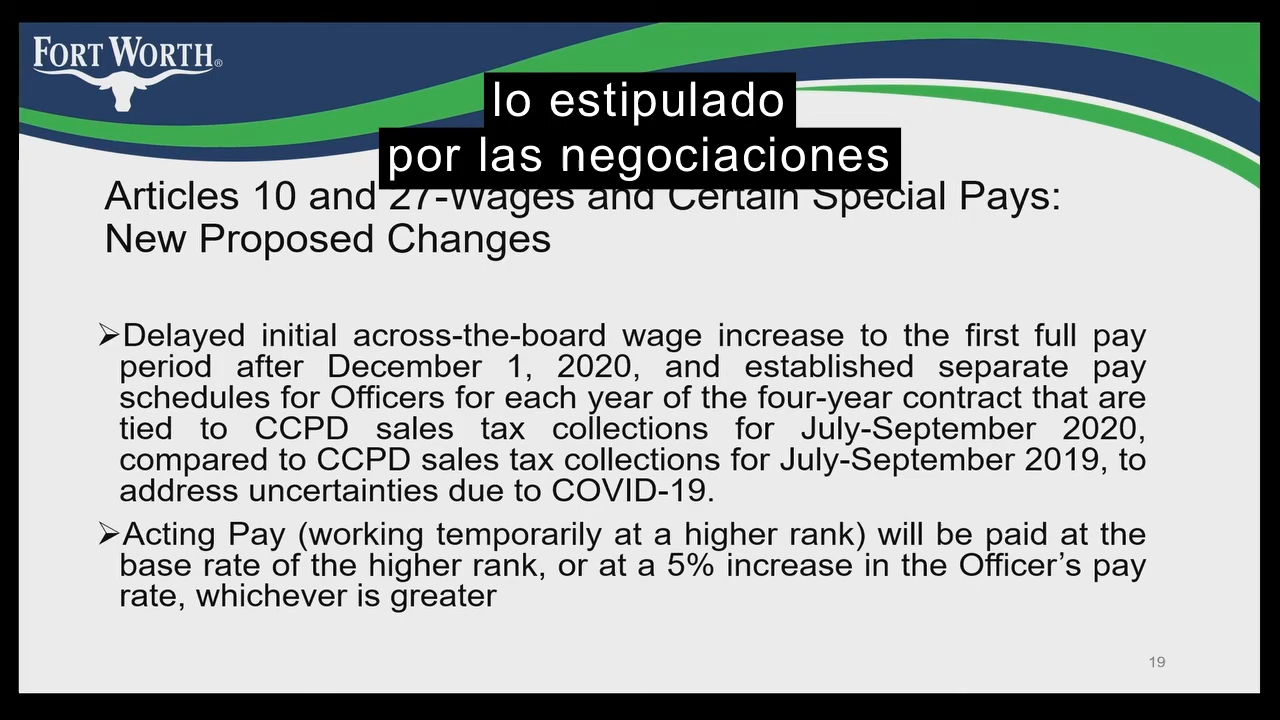 FORT WORTH®
lo estipulado
por las negociaciones
Articles 10 and 27-Wages and Certain Special Pays:
New Proposed Changes
➢Delayed initial across-the-board wage increase to the first full pay
period after December 1, 2020, and established separate pay
schedules for Officers for each year of the four-year contract that are
tied to CCPD sales tax collections for July-September 2020,
compared to CCPD sales tax collections for July-September 2019, to
address uncertainties due to COVID-19.
➢Acting Pay (working temporarily at a higher rank) will be paid at the
base rate of the higher rank, or at a 5% increase in the Officer’s pay
rate, whichever is greater
19